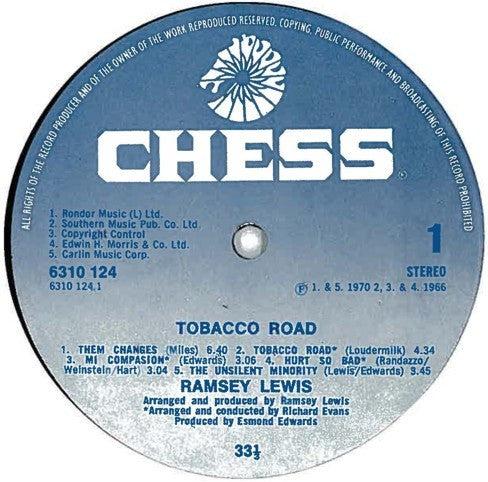 ALL RIGHTS OF THE RECORD PRODUCER AND OF THE OWNER OF THE WORK REPRODUCED RESERVED. COPYING, PUBLIC PERFORMANCE AND BROADCASTING OF THIS RECORD PROHIBITED
CHESS
1. Rondor Music (L) Ltd.
2. Southern Music Pub. Co. Ltd.
3. Copyright Control
4. Edwin H. Morris & Co. Ltd.
5. Carlin Music Corp.
1
6310 124
STEREO
6310 124.1
Ⓟ 1. & 5. 1970 2, 3. & 4. 1966
TOBACCO ROAD
1. THEM CHANGES (Miles) 6.40 2. TOBACCO ROAD* (Loudermilk) 4.34
3. MI COMPASION* (Edwards) 3.06 4. HURT SO BAD* (Randazzo/
Weinstein/Hart) 3.04 5. THE UNSILENT MINORITY (Lewis/Edwards) 3.45
RAMSEY LEWIS
Arranged and produced by Ramsey Lewis
*Arranged and conducted by Richard Evans
Produced by Esmond Edwards
33⅓